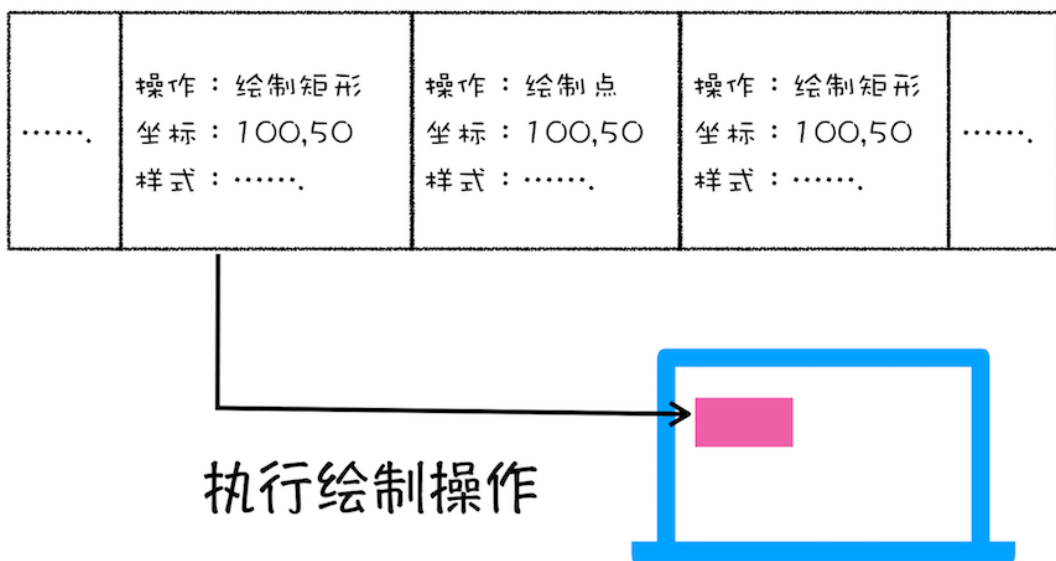 …….
操作：绘制矩形
坐标：100,50
样式：…….
操作：绘制点
坐标：100,50
样式：…….
操作：绘制矩形
坐标：100,50
样式：…….
…….
执行绘制操作